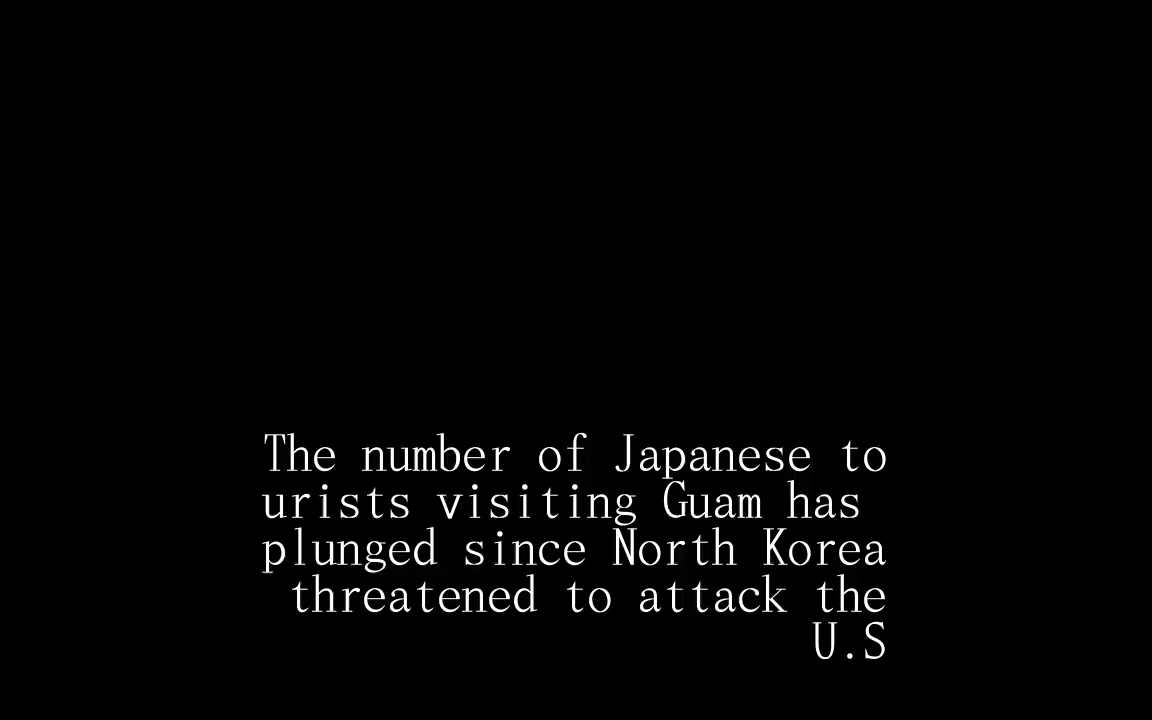 The number of Japanese to
urists visiting Guam has
plunged since North Korea
threatened to attack the
U.S